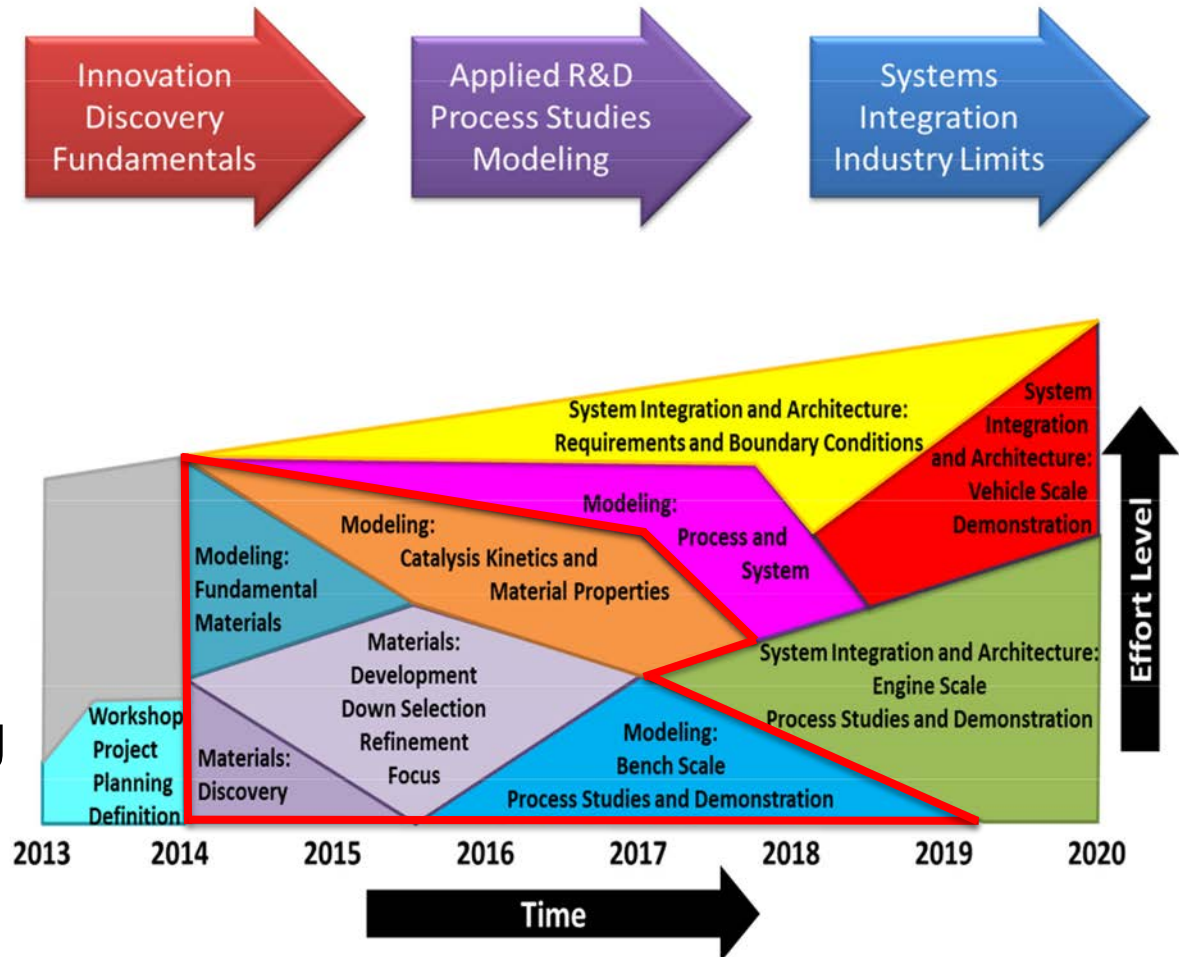 Innovation
Discovery
Fundamentals
Applied R&D
Process Studies
Modeling
Systems
Integration
Industry Limits
System Integration and Architecture:
Requirements and Boundary Conditions
System
Integration
and Architecture:
Vehicle Scale
Demonstration
Modeling:
Process and
System
Modeling:
Catalysis Kinetics and
Material Properties
Modeling:
Fundamental
Materials
Materials:
Development
Down Selection
Refinement
Focus
System Integration and Architecture:
Engine Scale
Process Studies and Demonstration
Effort Level
Workshop
Project
Planning
Definition
Materials:
Discovery
Modeling:
Bench Scale
Process Studies and Demonstration
g
2013 2014 2015 2016 2017 2018 2019 2020
Time